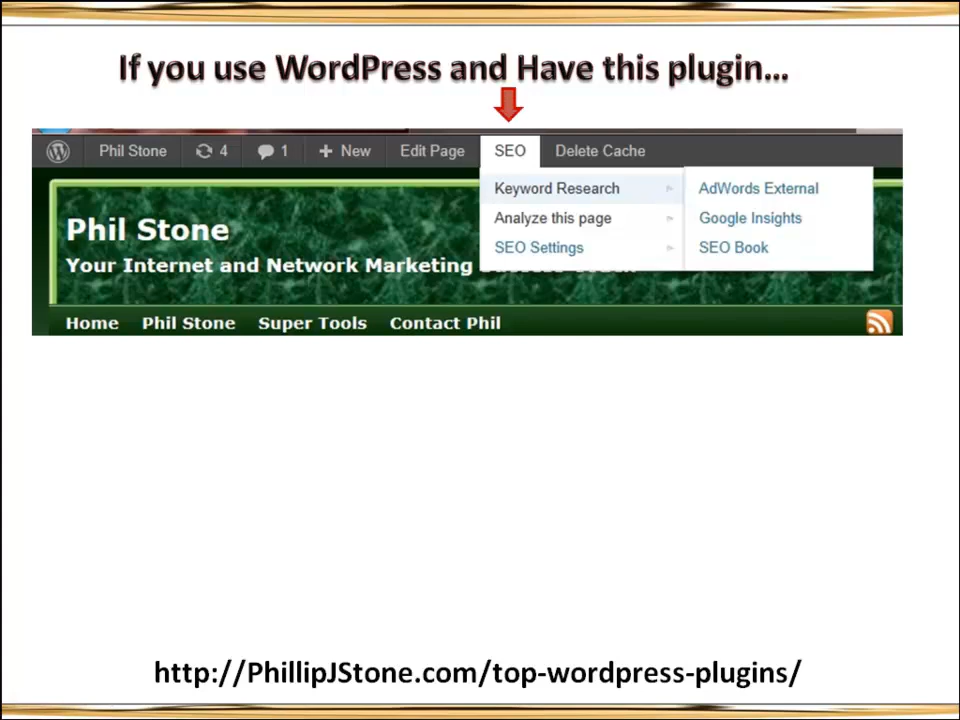 If you use WordPress and Have this plugin...
Phil Stone 4 1 + New Edit Page SEO Delete Cache
Keyword Research AdWords External
Analyze this page Google Insights
SEO Settings SEO Book
Phil Stone
Your Internet and Network Marketing
Home Phil Stone Super Tools Contact Phil
http://PhillipJStone.com/top-wordpress-plugins/